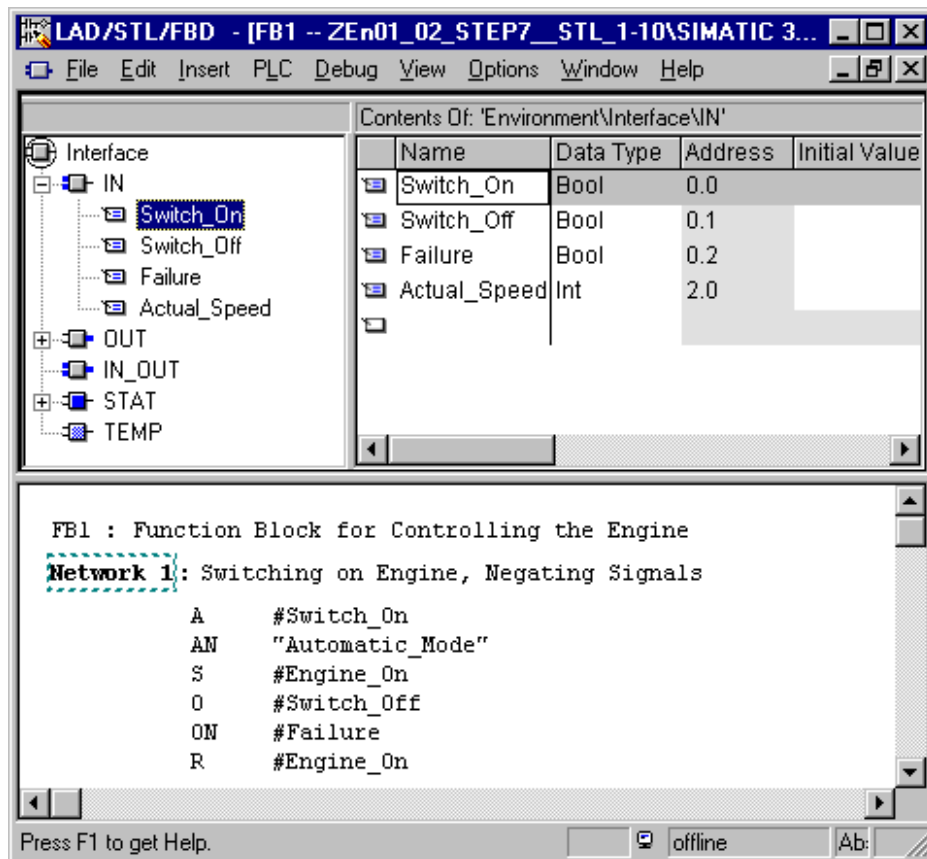 LAD/STL/FBD - [FB1 -- ZEn01_02_STEP7__STL_1-10\SIMATIC 3...
File Edit Insert PLC Debug View Options Window Help
Contents Of: 'Environment\Interface\IN'
Interface
IN
Switch_On
Switch_Off
Failure
Actual_Speed
OUT
IN_OUT
STAT
TEMP
Name Data Type Address Initial Value
Switch_On Bool 0.0
Switch_Off Bool 0.1
Failure Bool 0.2
Actual_Speed Int 2.0
FB1 : Function Block for Controlling the Engine
Network 1: Switching on Engine, Negating Signals
A #Switch_On
AN "Automatic_Mode"
S #Engine_On
O #Switch_Off
ON #Failure
R #Engine_On
Press F1 to get Help. offline Ab: